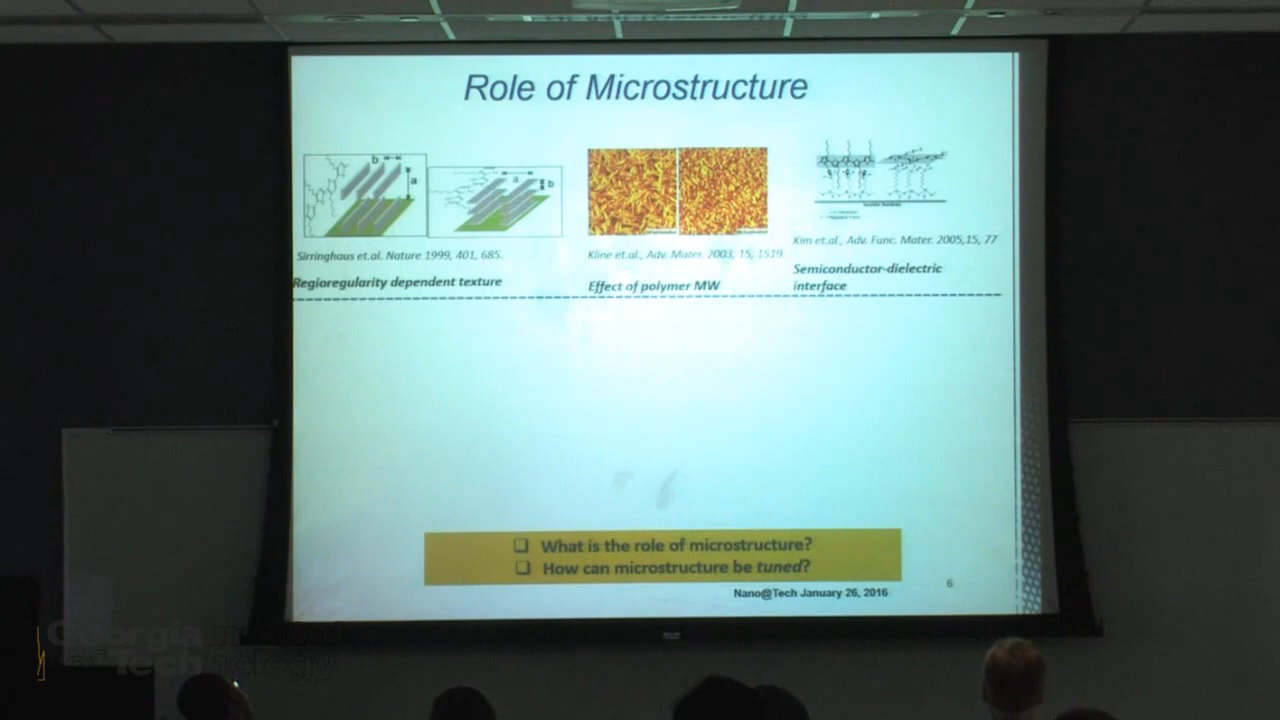 Role of Microstructure
b
a
a
b
Sirringhaus et.al. Nature 1999, 401, 685.
Kline et.al., Adv. Mater. 2003, 15, 1519.
Kim et.al., Adv. Func. Mater. 2005,15, 77
Regioregularity dependent texture
Effect of polymer MW
Semiconductor-dielectric
interface
❑ What is the role of microstructure?
❑ How can microstructure be tuned?
Nano@Tech January 26, 2016
6
Georgia
Technology